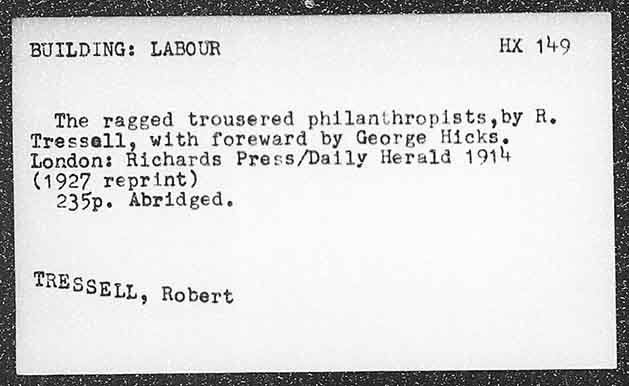 BUILDING: LABOUR HX 149
The ragged trousered philanthropists,by R.
Tressell, with foreward by George Hicks.
London: Richards Press/Daily Herald 1914
(1927 reprint)
235p. Abridged.
TRESSELL, Robert